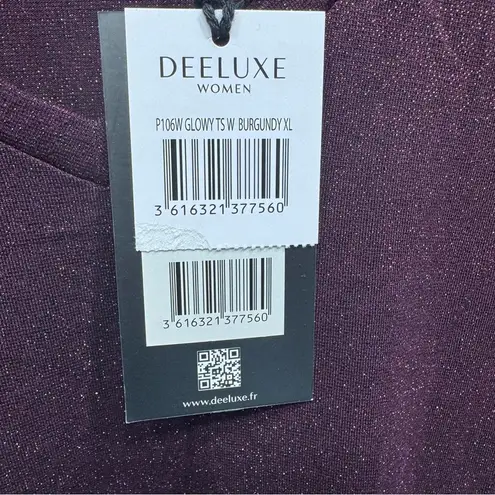 DEELUXE
WOMEN
P106W GLOWY TS W BURGUNDY XL
3 616321 377560
3 616321 377560
www.deeluxe.fr